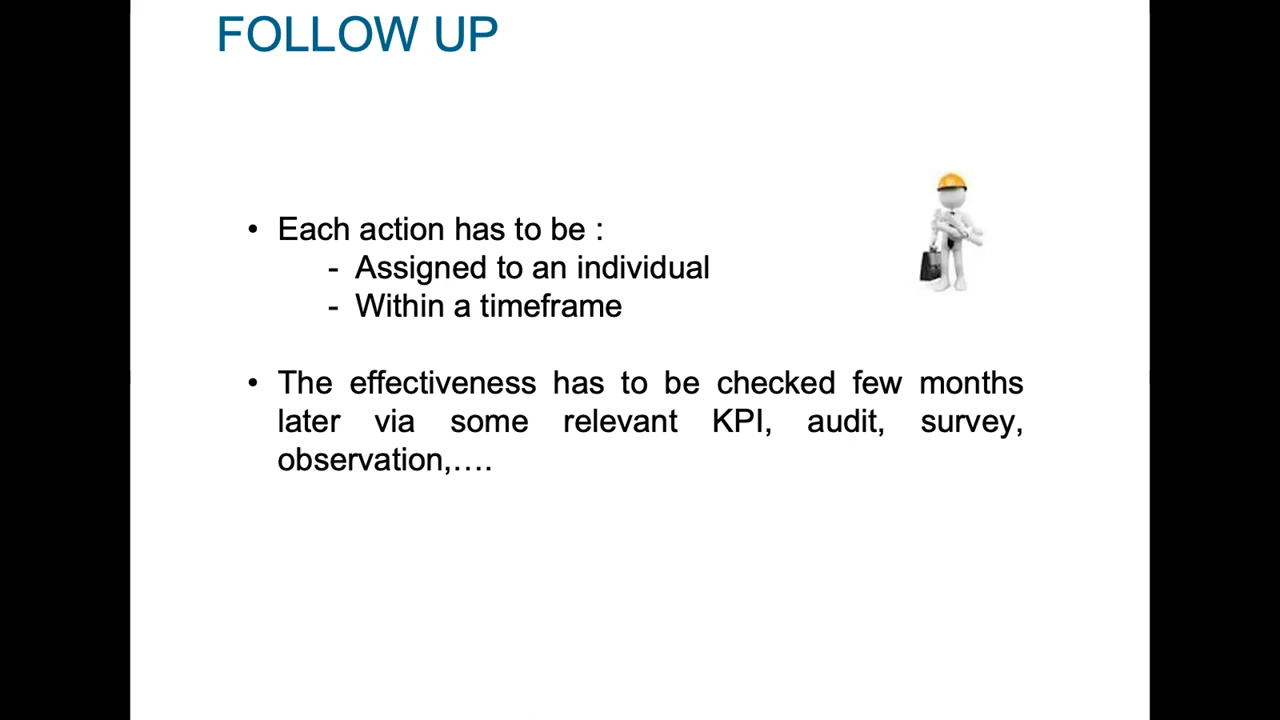 FOLLOW UP
• Each action has to be :
- Assigned to an individual
- Within a timeframe
• The effectiveness has to be checked few months
later via some relevant KPI, audit, survey,
observation,....